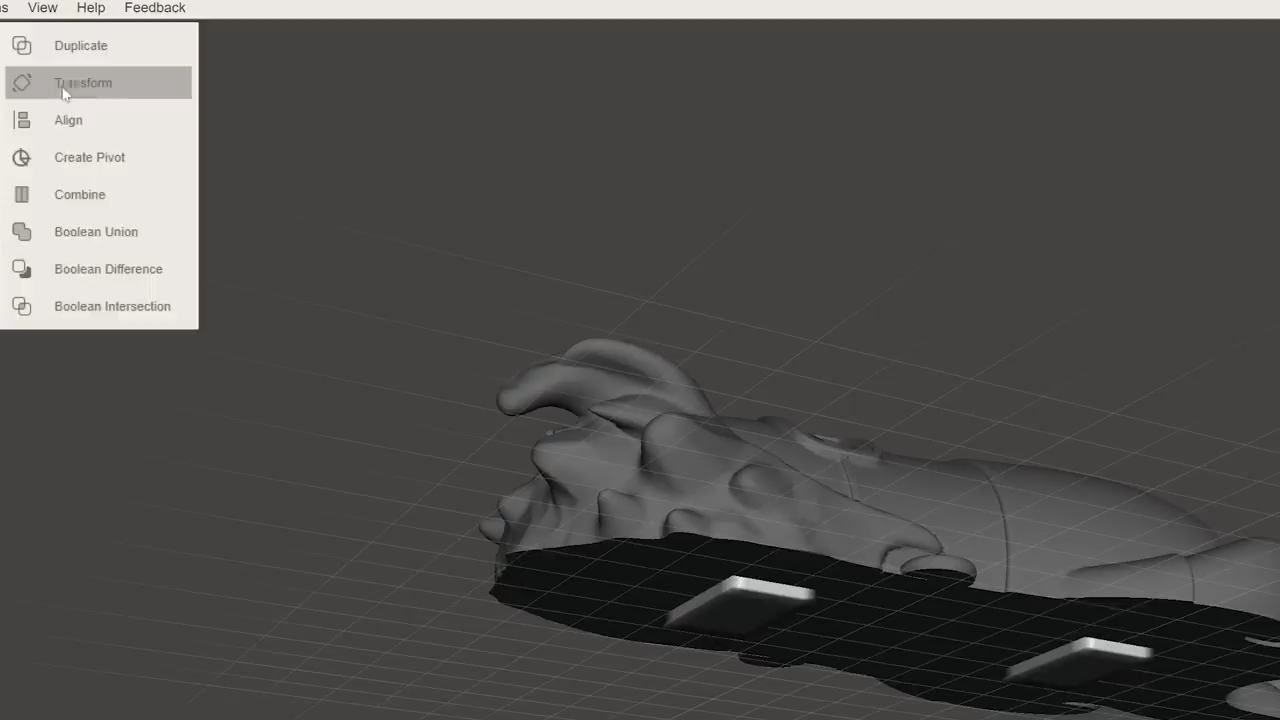 s View Help Feedback
Duplicate
Transform
Align
Create Pivot
Combine
Boolean Union
Boolean Difference
Boolean Intersection